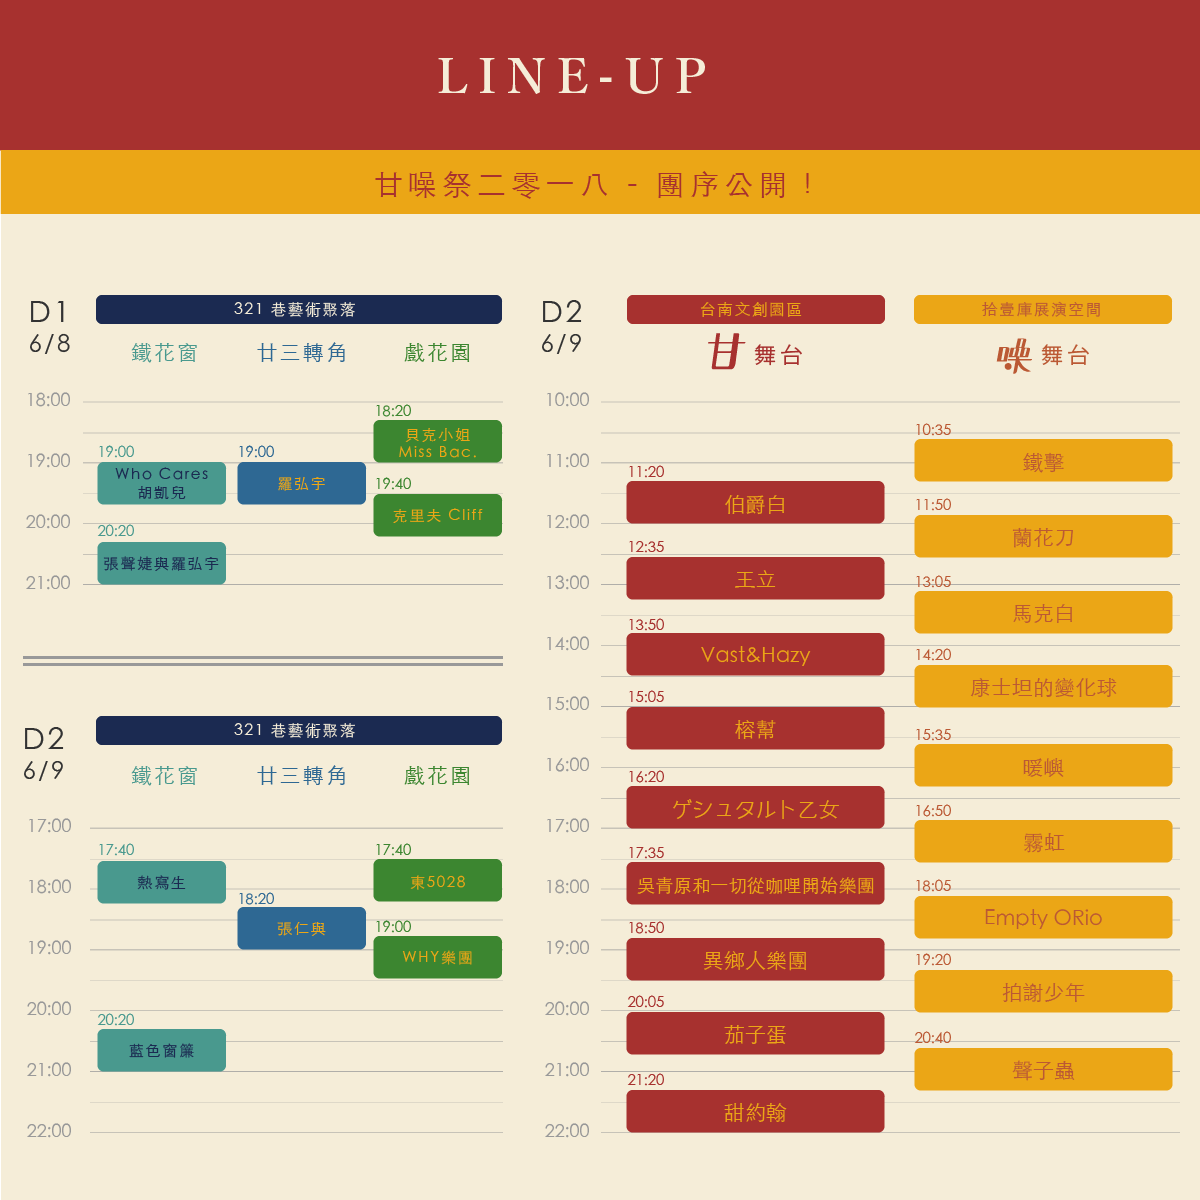 LINE-UP
甘噪祭二零一八 - 團序公開！
D1
6/8
321 巷藝術聚落
鐵花窗
廿三轉角
戲花園
18:00
19:00
20:00
21:00
18:20
貝克小姐
Miss Bac.
19:00
Who Cares
胡凱兒
19:00
羅弘宇
19:40
克里夫 Cliff
20:20
張聲婕與羅弘宇
D2
6/9
321 巷藝術聚落
鐵花窗
廿三轉角
戲花園
17:00
18:00
19:00
20:00
21:00
22:00
17:40
熱寫生
17:40
東5028
18:20
張仁與
19:00
WHY樂團
20:20
藍色窗簾
D2
6/9
台南文創園區
甘舞台
拾壹庫展演空間
噪舞台
10:00
11:00
12:00
13:00
14:00
15:00
16:00
17:00
18:00
19:00
20:00
21:00
22:00
11:20
伯爵白
12:35
王立
13:50
Vast&Hazy
15:05
榕幫
16:20
ゲシュタルト乙女
17:35
吳青原和一切從咖哩開始樂團
18:50
異鄉人樂團
20:05
茄子蛋
21:20
甜約翰
10:35
鐵擊
11:50
蘭花刀
13:05
馬克白
14:20
康士坦的變化球
15:35
暖嶼
16:50
霧虹
18:05
Empty ORio
19:20
拍謝少年
20:40
聲子蟲